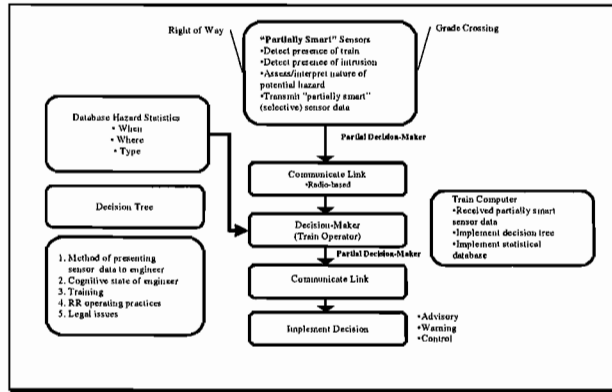 Right of Way
Grade Crossing
"Partially Smart" Sensors
•Detect presence of train
•Detect presence of intrusion
•Assess/interpret nature of
potential hazard
•Transmit "partially smart"
(selective) sensor data
Partial Decision-Maker
Database Hazard Statistics
• When
• Where
• Type
Communicate Link
•Radio-based
Decision Tree
Decision-Maker
(Train Operator)
Train Computer
•Received partially smart
sensor data
•Implement decision tree
•Implement statistical
database
Partial Decision-Maker
1. Method of presenting
sensor data to engineer
2. Cognitive state of engineer
3. Training
4. RR operating practices
5. Legal issues
Communicate Link
Implement Decision
•Advisory
•Warning
•Control